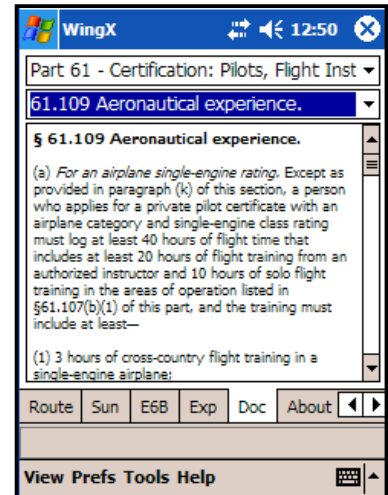 WingX 12:50
Part 61 - Certification: Pilots, Flight Inst
61.109 Aeronautical experience.
§ 61.109 Aeronautical experience.
(a) For an airplane single-engine rating. Except as
provided in paragraph (k) of this section, a person
who applies for a private pilot certificate with an
airplane category and single-engine class rating
must log at least 40 hours of flight time that
includes at least 20 hours of flight training from an
authorized instructor and 10 hours of solo flight
training in the areas of operation listed in
§61.107(b)(1) of this part, and the training must
include at least—
(1) 3 hours of cross-country flight training in a
single-engine airplane;
Route Sun E6B Exp Doc About
View Prefs Tools Help